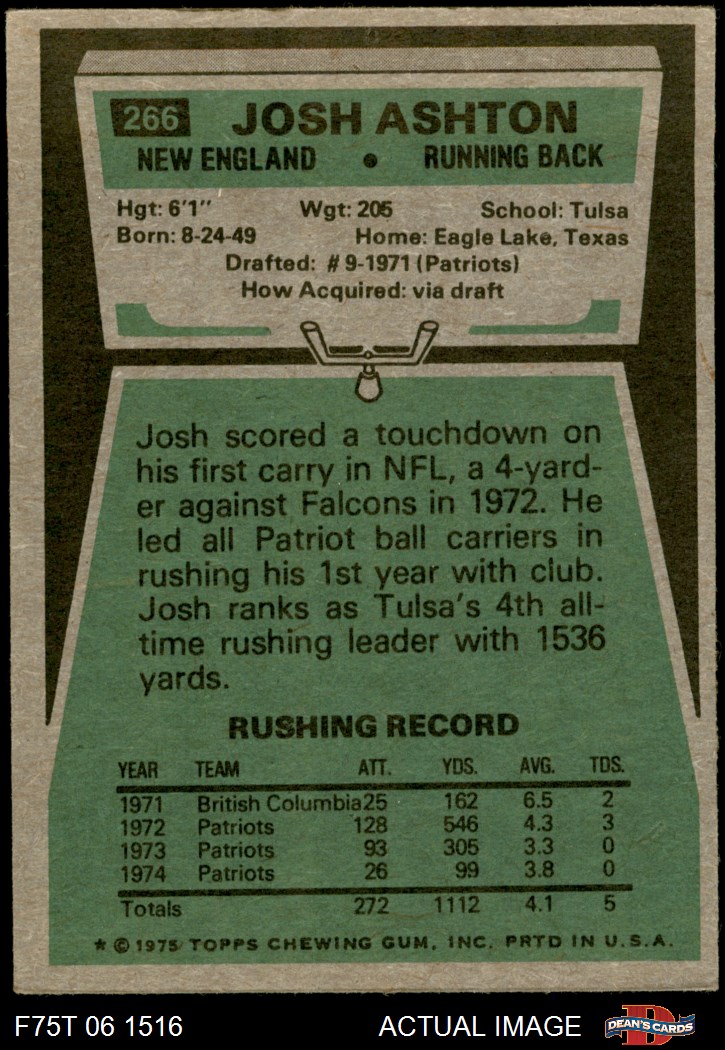 266 JOSH ASHTON
NEW ENGLAND • RUNNING BACK
Hgt: 6'1" Wgt: 205 School: Tulsa
Born: 8-24-49 Home: Eagle Lake, Texas
Drafted: #9-1971 (Patriots)
How Acquired: via draft
Josh scored a touchdown on
his first carry in NFL, a 4-yard-
er against Falcons in 1972. He
led all Patriot ball carriers in
rushing his 1st year with club.
Josh ranks as Tulsa's 4th all-
time rushing leader with 1536
yards.
RUSHING RECORD
YEAR TEAM ATT. YDS. AVG. TDS.
1971 British Columbia 25 162 6.5 2
1972 Patriots 128 546 4.3 3
1973 Patriots 93 305 3.3 0
1974 Patriots 26 99 3.8 0
Totals 272 1112 4.1 5
* © 1975 TOPPS CHEWING GUM, INC. PRTD IN U.S.A.
F75T 06 1516 ACTUAL IMAGE D DEAN'S CARDS